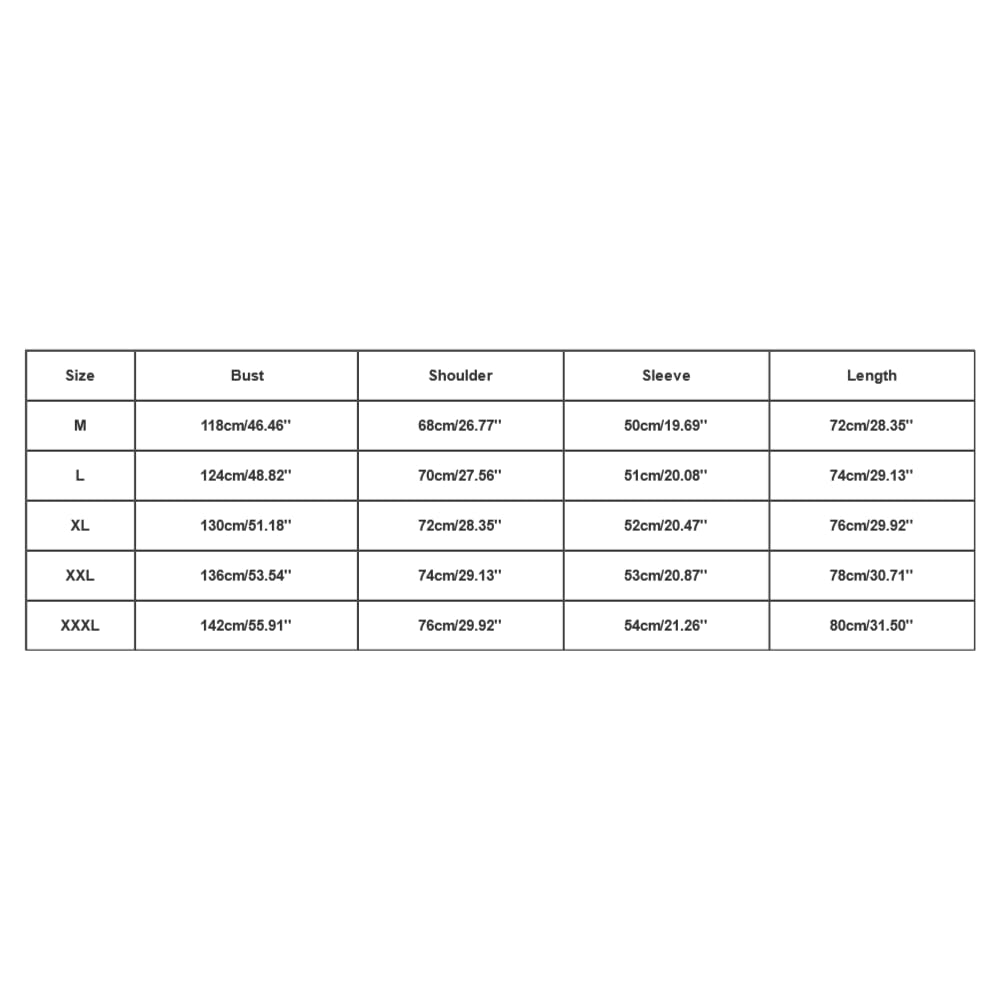 Size Bust Shoulder Sleeve Length
M 118cm/46.46'' 68cm/26.77'' 50cm/19.69'' 72cm/28.35''
L 124cm/48.82'' 70cm/27.56'' 51cm/20.08'' 74cm/29.13''
XL 130cm/51.18'' 72cm/28.35'' 52cm/20.47'' 76cm/29.92''
XXL 136cm/53.54'' 74cm/29.13'' 53cm/20.87'' 78cm/30.71''
XXXL 142cm/55.91'' 76cm/29.92'' 54cm/21.26'' 80cm/31.50''